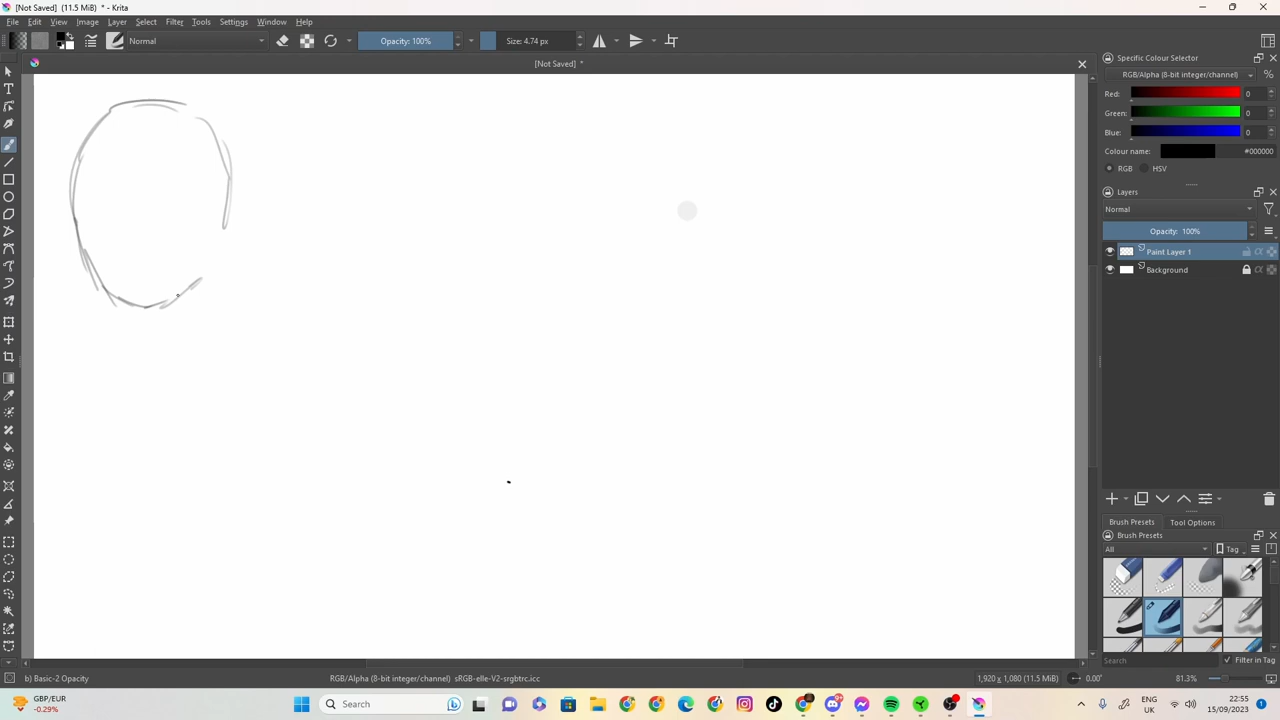 [Not Saved] (11.5 MiB) * - Krita
File Edit View Image Layer Select Filter Tools Settings Window Help
Normal Opacity: 100% Size: 4.74 px
[Not Saved] *
Specific Colour Selector
RGB/Alpha (8-bit integer/channel) %
Red: 0
Green: 0
Blue: 0
Colour name: #000000
RGB HSV
Layers
Normal
Opacity: 100%
Paint Layer 1
Background
Brush Presets Tool Options
Brush Presets
All Tag
Search Filter in Tag
b) Basic-2 Opacity RGB/Alpha (8-bit integer/channel) sRGB-elle-V2-srgbtrc.icc 1,920 x 1,080 (11.5 MiB) 0.00° 81.3%
GBP/EUR
-0.29%
Search
ENG
UK
22:55
15/09/2023